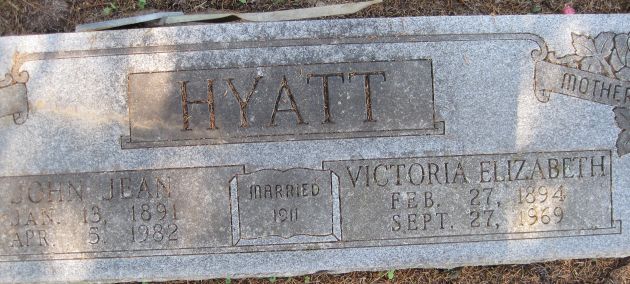 HYATT
MOTHER
JOHN JEAN
JAN. 13, 1891
APR. 5, 1982
MARRIED
1911
VICTORIA ELIZABETH
FEB. 27, 1894
SEPT. 27, 1969